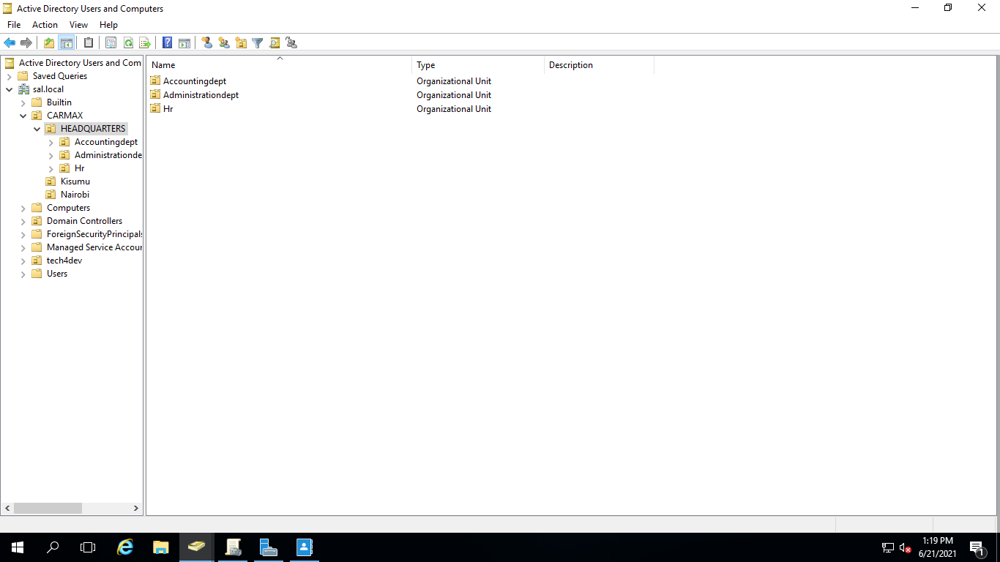 Active Directory Users and Computers
File Action View Help
Active Directory Users and Com
Saved Queries
sal.local
Builtin
CARMAX
HEADQUARTERS
Accountingdept
Administrationde
Hr
Kisumu
Nairobi
Computers
Domain Controllers
ForeignSecurityPrincipals
Managed Service Accour
tech4dev
Users
Name Type Description
Accountingdept Organizational Unit
Administrationdept Organizational Unit
Hr Organizational Unit
1:19 PM
6/21/2021
1